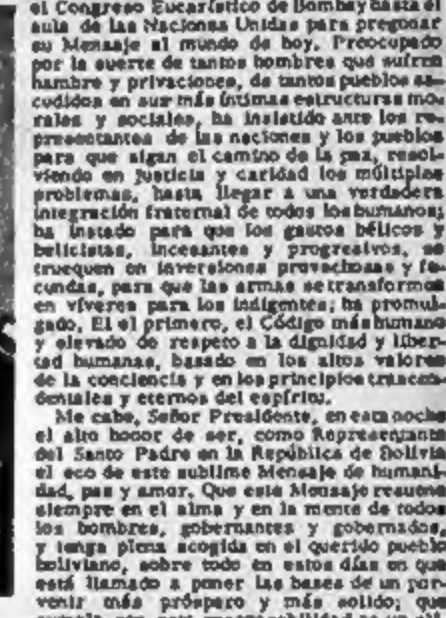 el Congreso Eucarístico de Bombay hasta el
aula de las Naciones Unidas para pregonar
su Mensaje al mundo de hoy. Preocupado
por la suerte de tantos hombres que sufren
hambre y privaciones, de tantos pueblos sa-
cudidos en sus más íntimas estructuras mo-
rales y sociales, ha insistido ante los re-
presentantes de las naciones y los pueblos
para que sigan el camino de la paz, resol-
viendo en justicia y caridad los múltiples
problemas, hasta llegar a una verdadera
integración fraternal de todos los humanos;
ha instado para que los gastos bélicos y
belicistas, incesantes y progresivos, se
truequen en inversiones provechosas y fe-
cundas, para que las armas se transformen
en víveres para los indigentes; ha promul-
gado, El el primero, el Código más humano
y elevado de respeto a la dignidad y liber-
tad humanas, basado en los altos valores
de la conciencia y en los principios trascen-
dentales y eternos del espíritu.
Me cabe, Señor Presidente, en esta noche
el alto honor de ser, como Representante
del Santo Padre en la República de Bolivia
el eco de este sublime Mensaje de humani-
dad, paz y amor. Que este Mensaje resuene
siempre en el alma y en la mente de todos
los hombres, gobernantes y gobernados,
y tenga plena acogida en el querido pueblo
boliviano, sobre todo en estos días en que
está llamado a poner las bases de un por-
venir más próspero y más solido; que